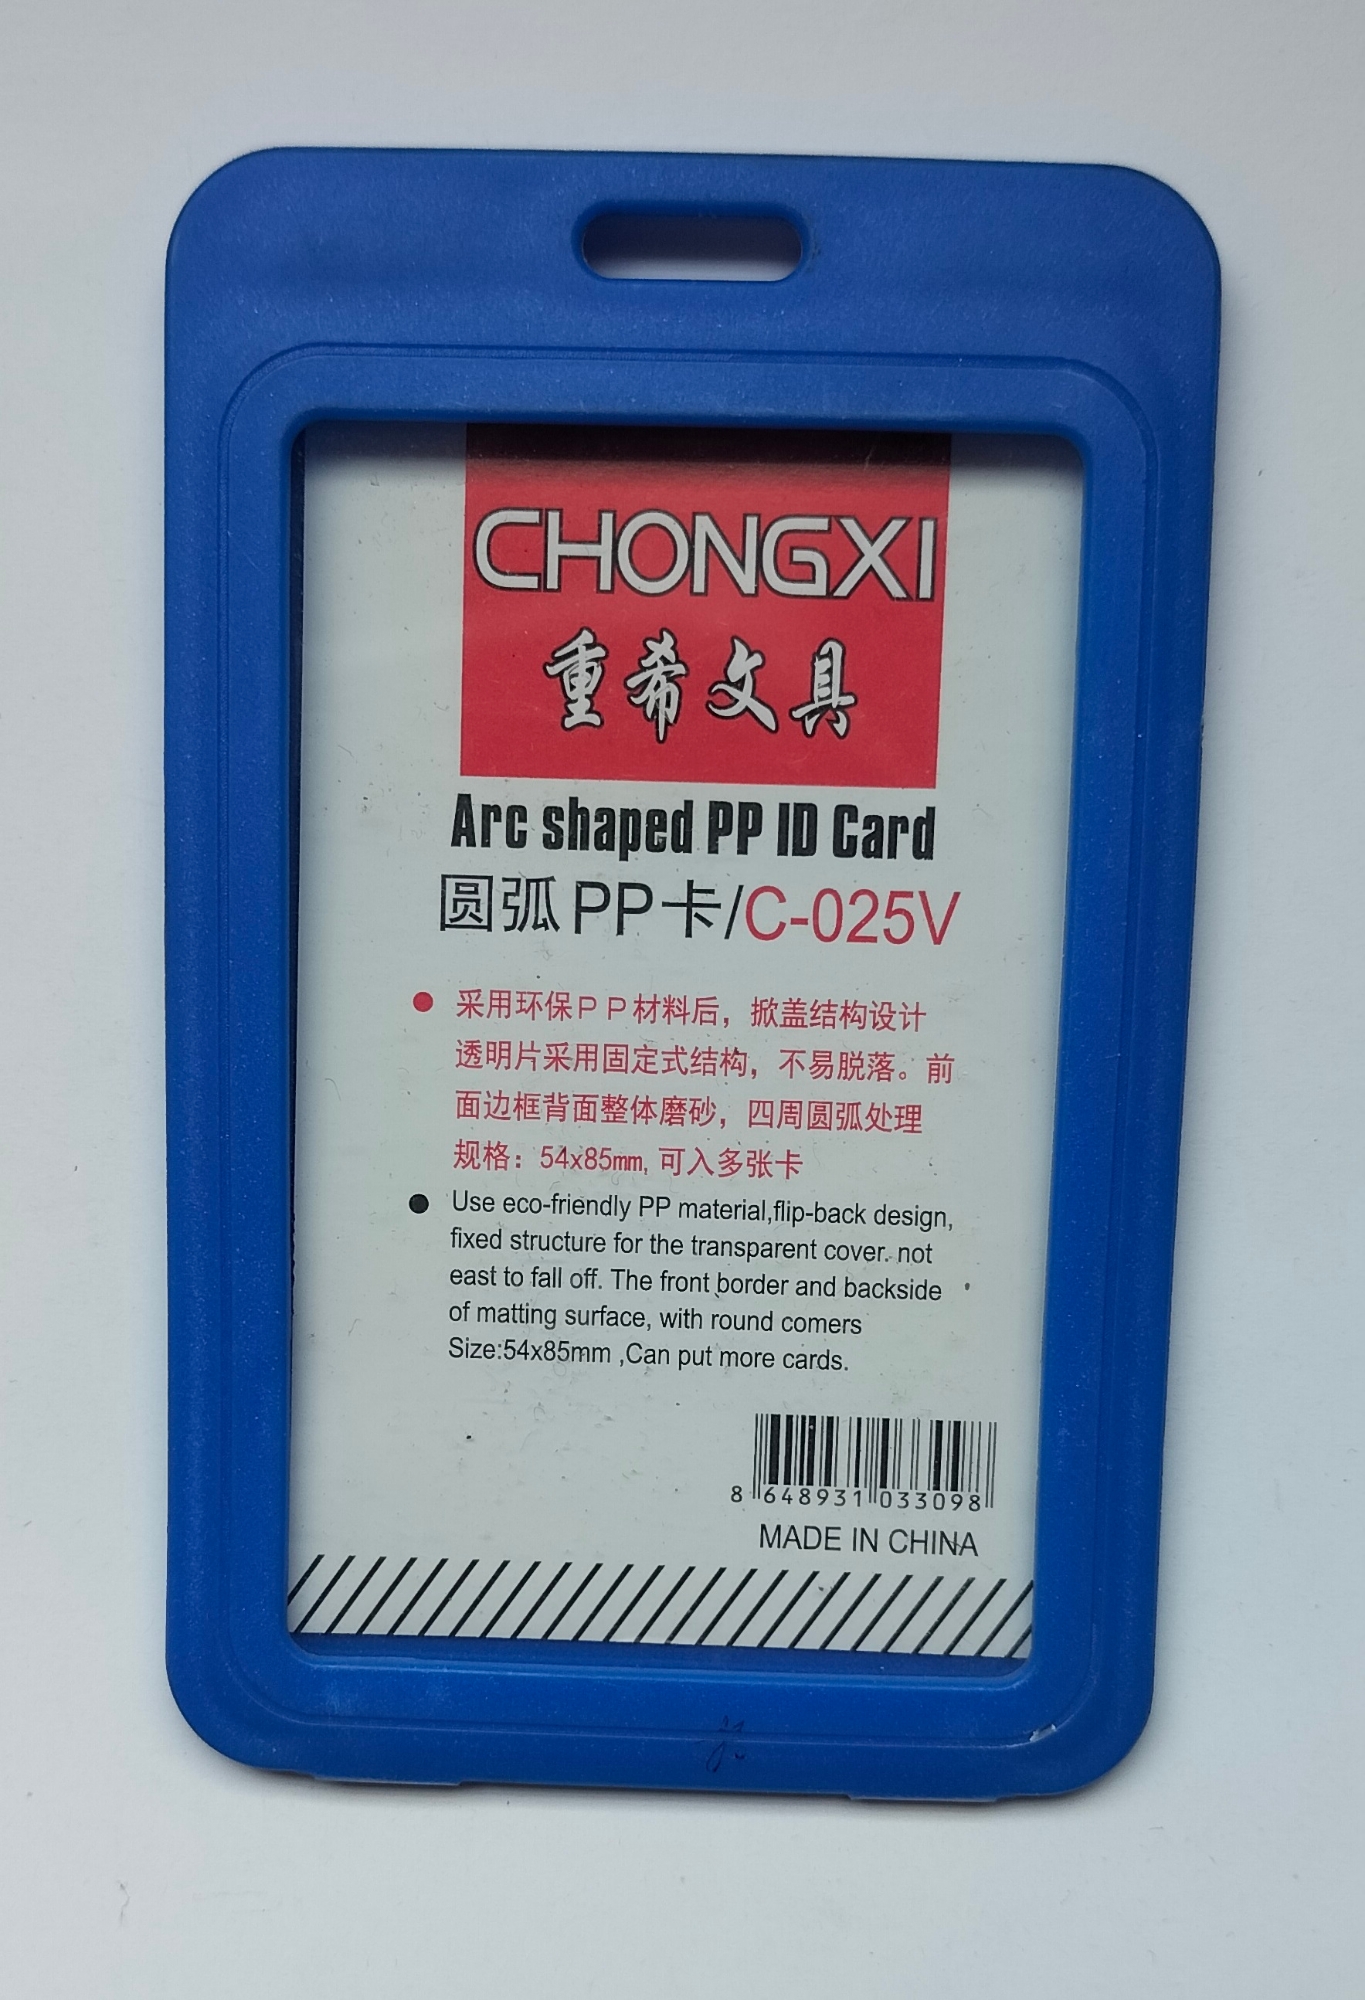 CHONGXI
重希文具
Arc shaped PP ID Card
圆弧PP卡/C-025V
● 采用环保PP材料后，掀盖结构设计
透明片采用固定式结构，不易脱落。前
面边框背面整体磨砂，四周圆弧处理
规格：54x85mm,可入多张卡
● Use eco-friendly PP material,flip-back design,
fixed structure for the transparent cover. not
east to fall off. The front border and backside
of matting surface, with round comers
Size:54x85mm ,Can put more cards.
8 648931 033098
MADE IN CHINA